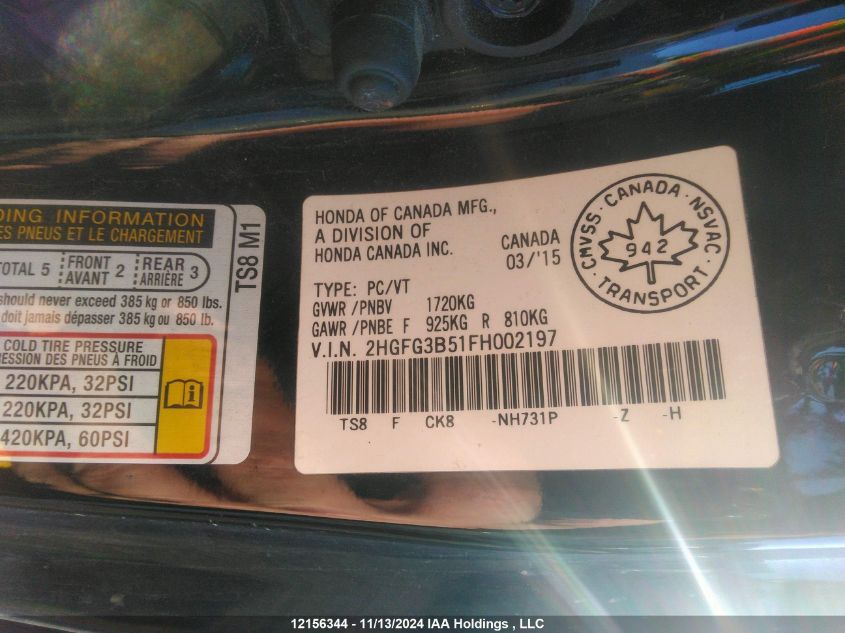 DING INFORMATION
ES PNEUS ET LE CHARGEMENT
TOTAL 5 FRONT AVANT 2 REAR ARRIÈRE 3
should never exceed 385 kg or 850 lbs.
doit jamais dépasser 385 kg ou 850 lb.
COLD TIRE PRESSURE
RESSION DES PNEUS À FROID
220KPA, 32PSI
220KPA, 32PSI
420KPA, 60PSI
TS8 M1
HONDA OF CANADA MFG.,
A DIVISION OF
HONDA CANADA INC.
CANADA
03/'15
TYPE: PC/VT
GVWR /PNBV 1720KG
GAWR /PNBE F 925KG R 810KG
V.I.N. 2HGFG3B51FH002197
TS8 F CK8 -NH731P -Z -H
CMVSS · CANADA · NSVAC · TRANSPORT ·
942
12156344 - 11/13/2024 IAA Holdings , LLC